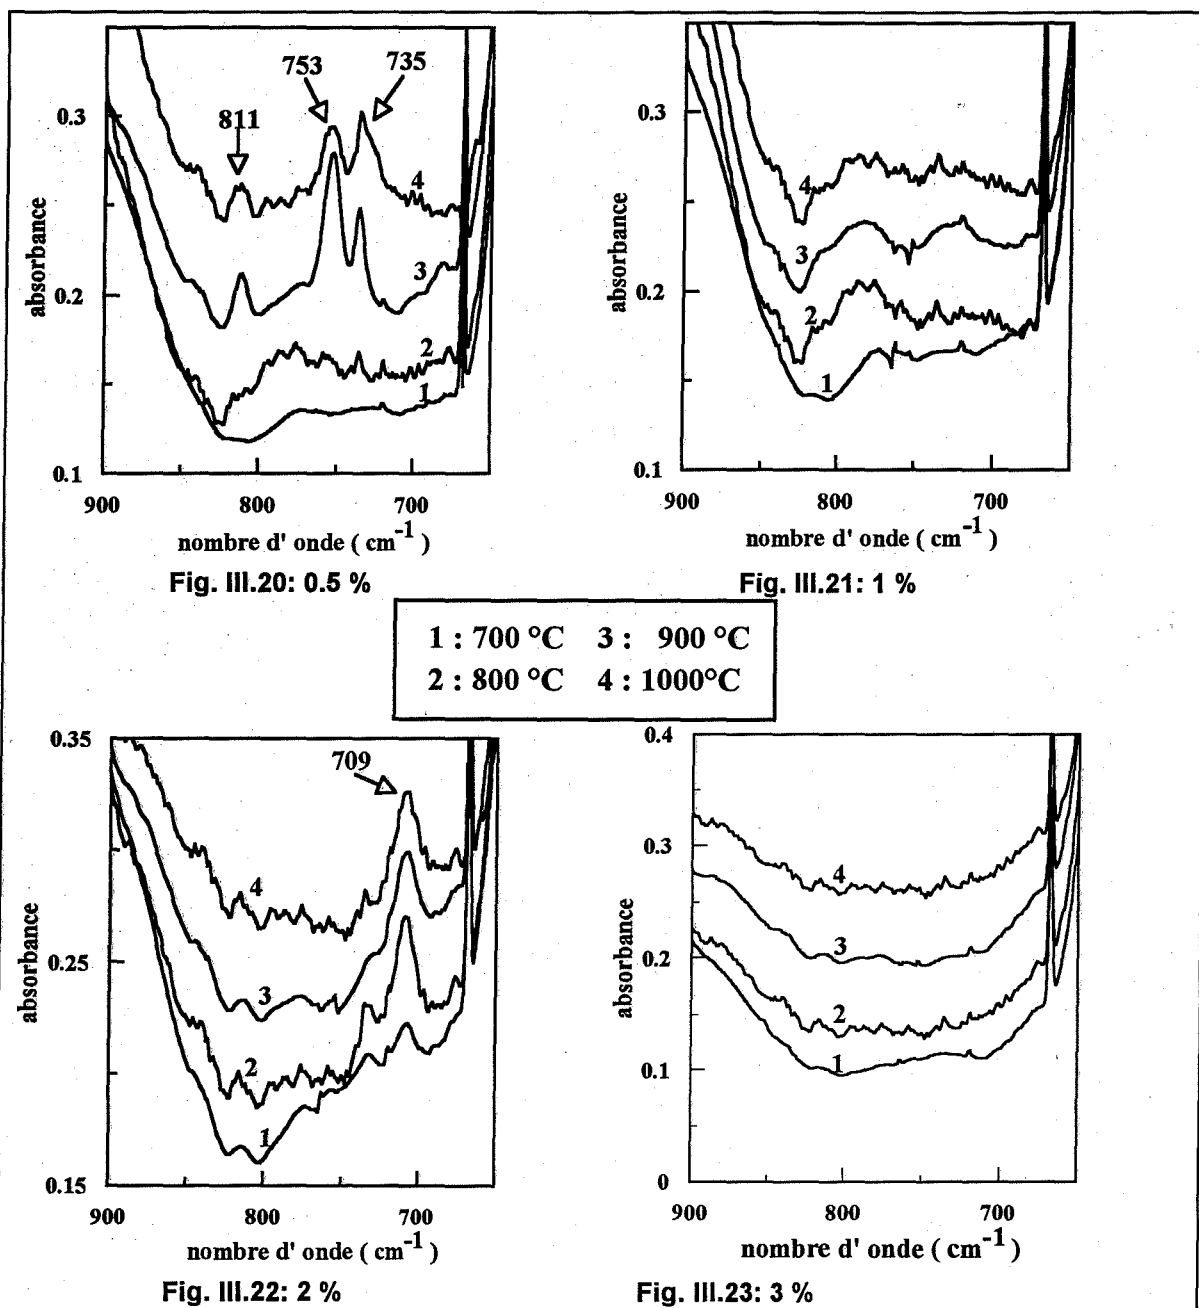 753 735
0.3
811
4
absorbance
3
0.2
2
1
0.1
900 800 700
nombre d' onde ( cm-1 )
Fig. III.20: 0.5 %
0.3
4
absorbance
3
0.2
2
1
0.1
900 800 700
nombre d' onde ( cm-1 )
Fig. III.21: 1 %
1 : 700 °C 3 : 900 °C
2 : 800 °C 4 : 1000°C
0.35
709
4
absorbance
0.25
3
2
1
0.15
900 800 700
nombre d' onde ( cm-1 )
Fig. III.22: 2 %
0.4
0.3
4
absorbance
3
0.2
2
0.1
1
0
900 800 700
nombre d' onde ( cm-1 )
Fig. III.23: 3 %